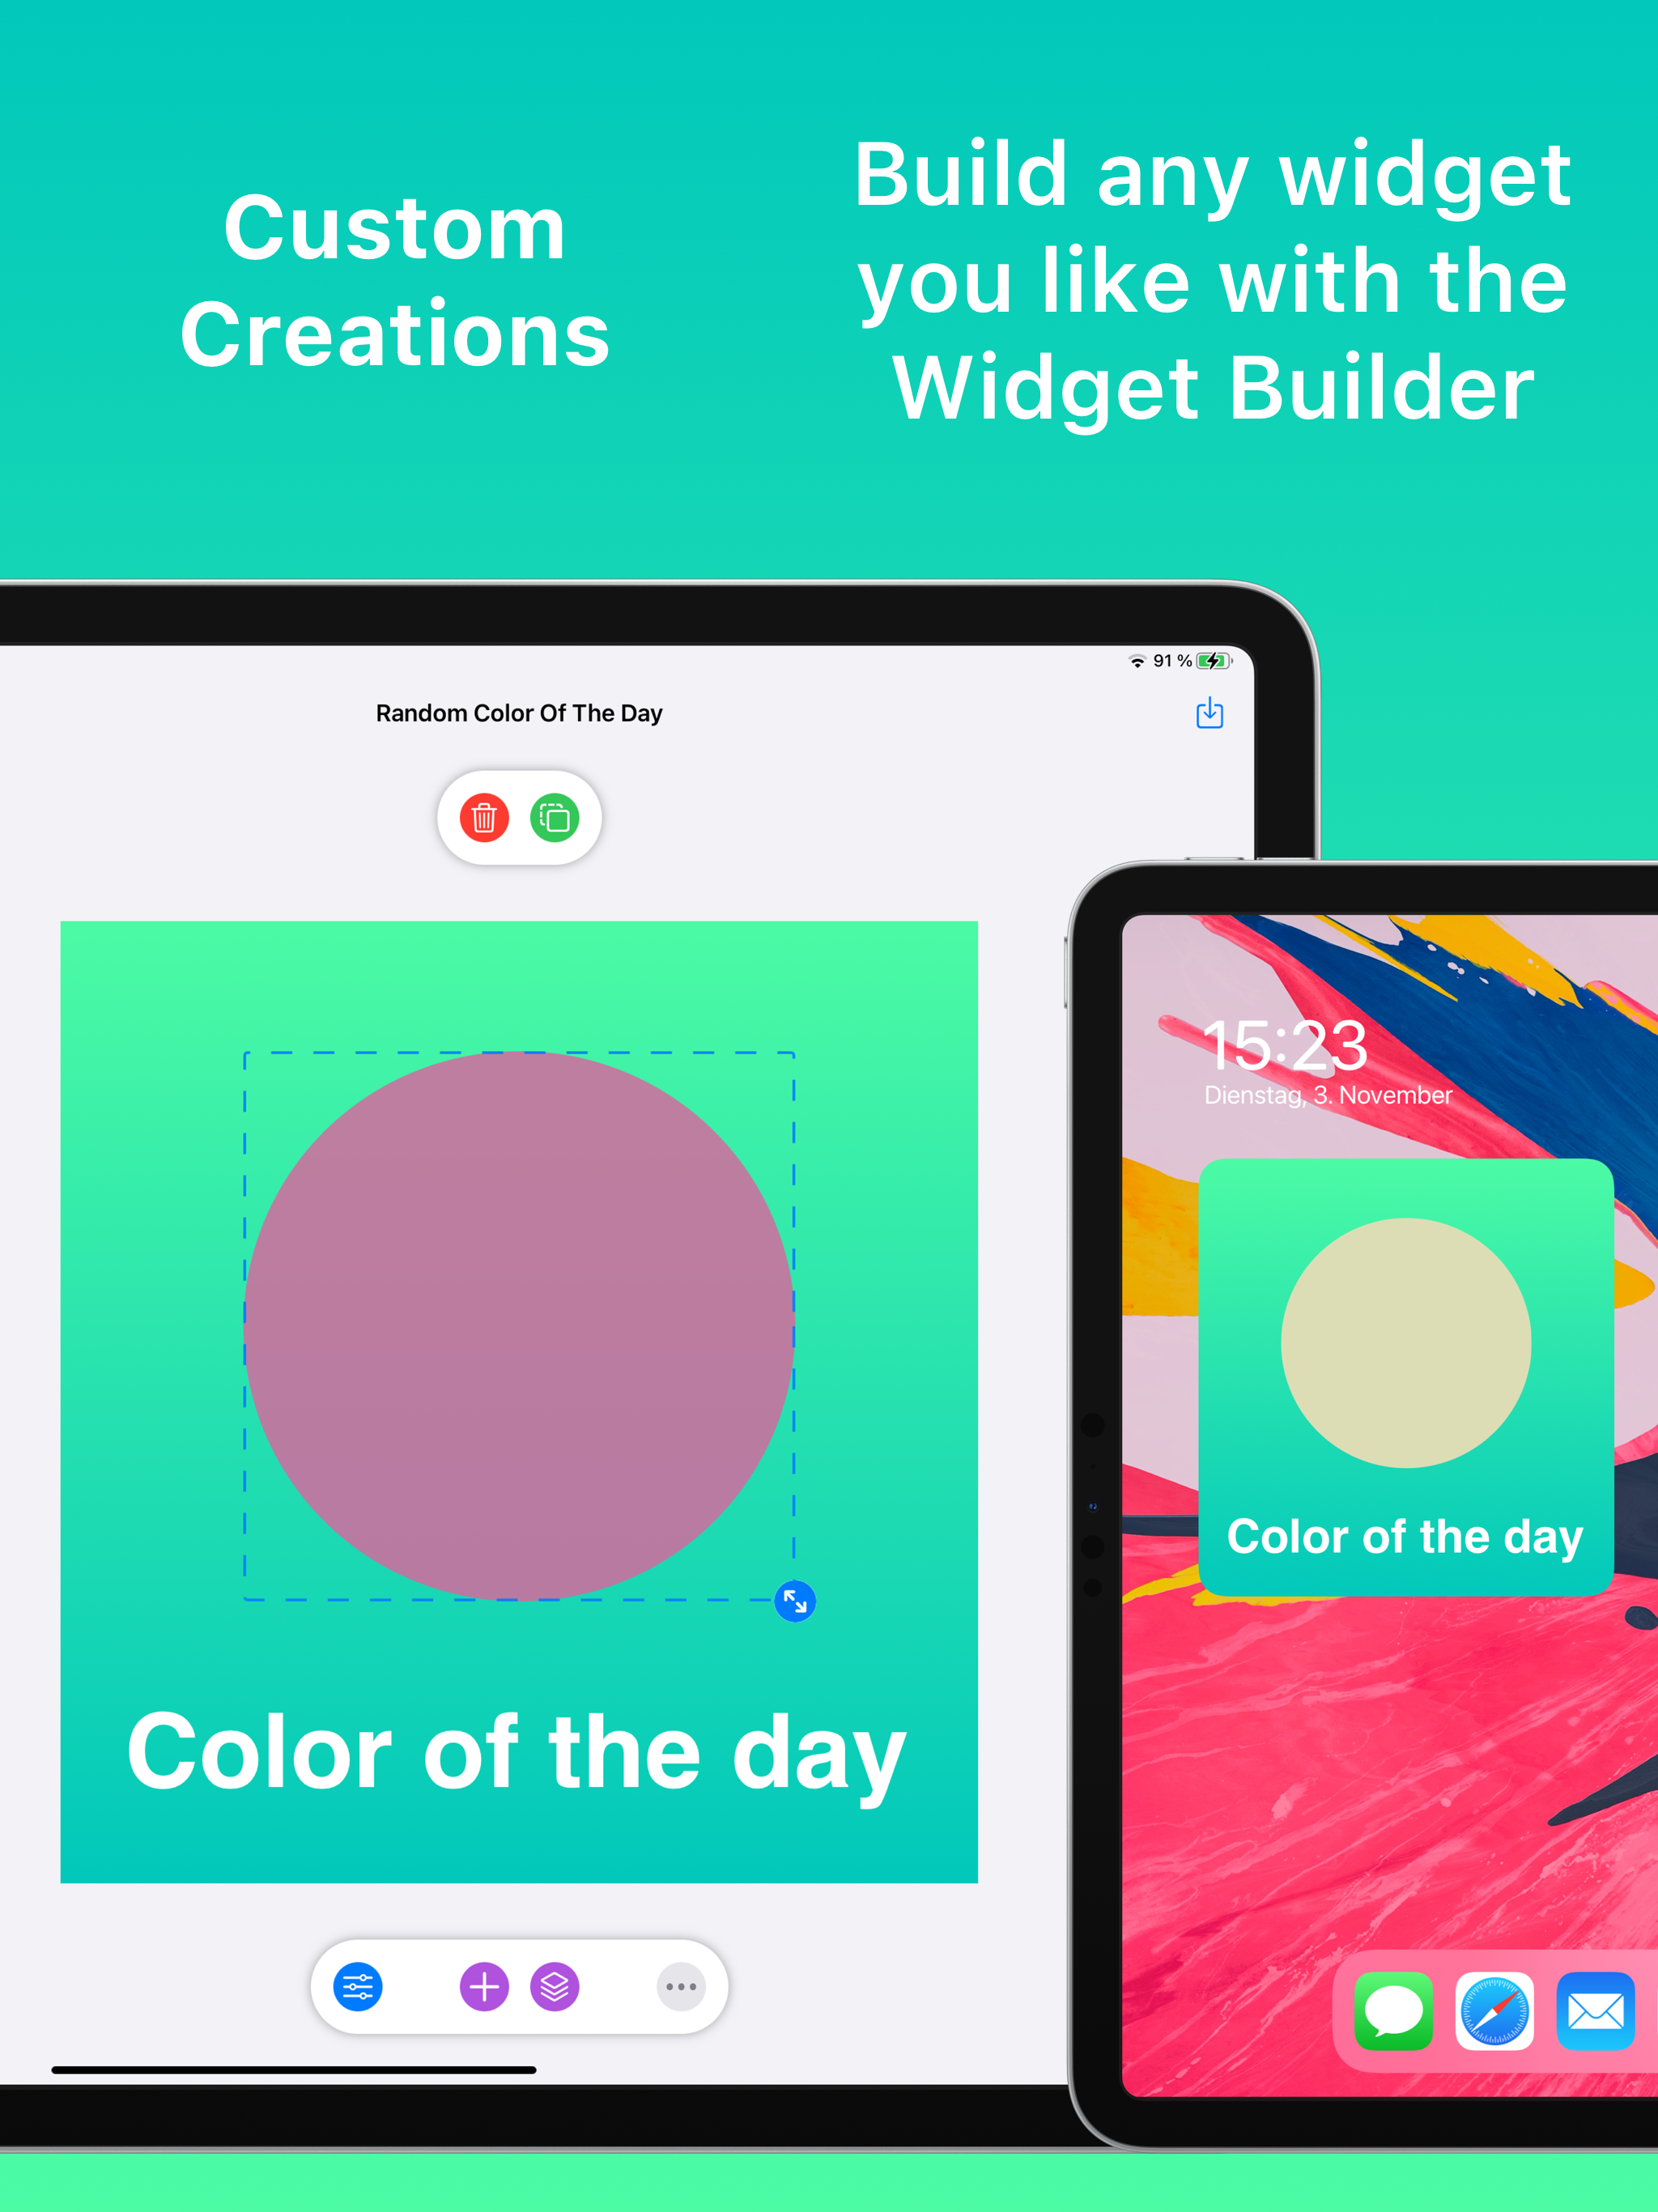 Custom
Creations
Build any widget
you like with the
Widget Builder
91 %
Random Color Of The Day
Color of the day
15:23
Dienstag, 3. November
Color of the day